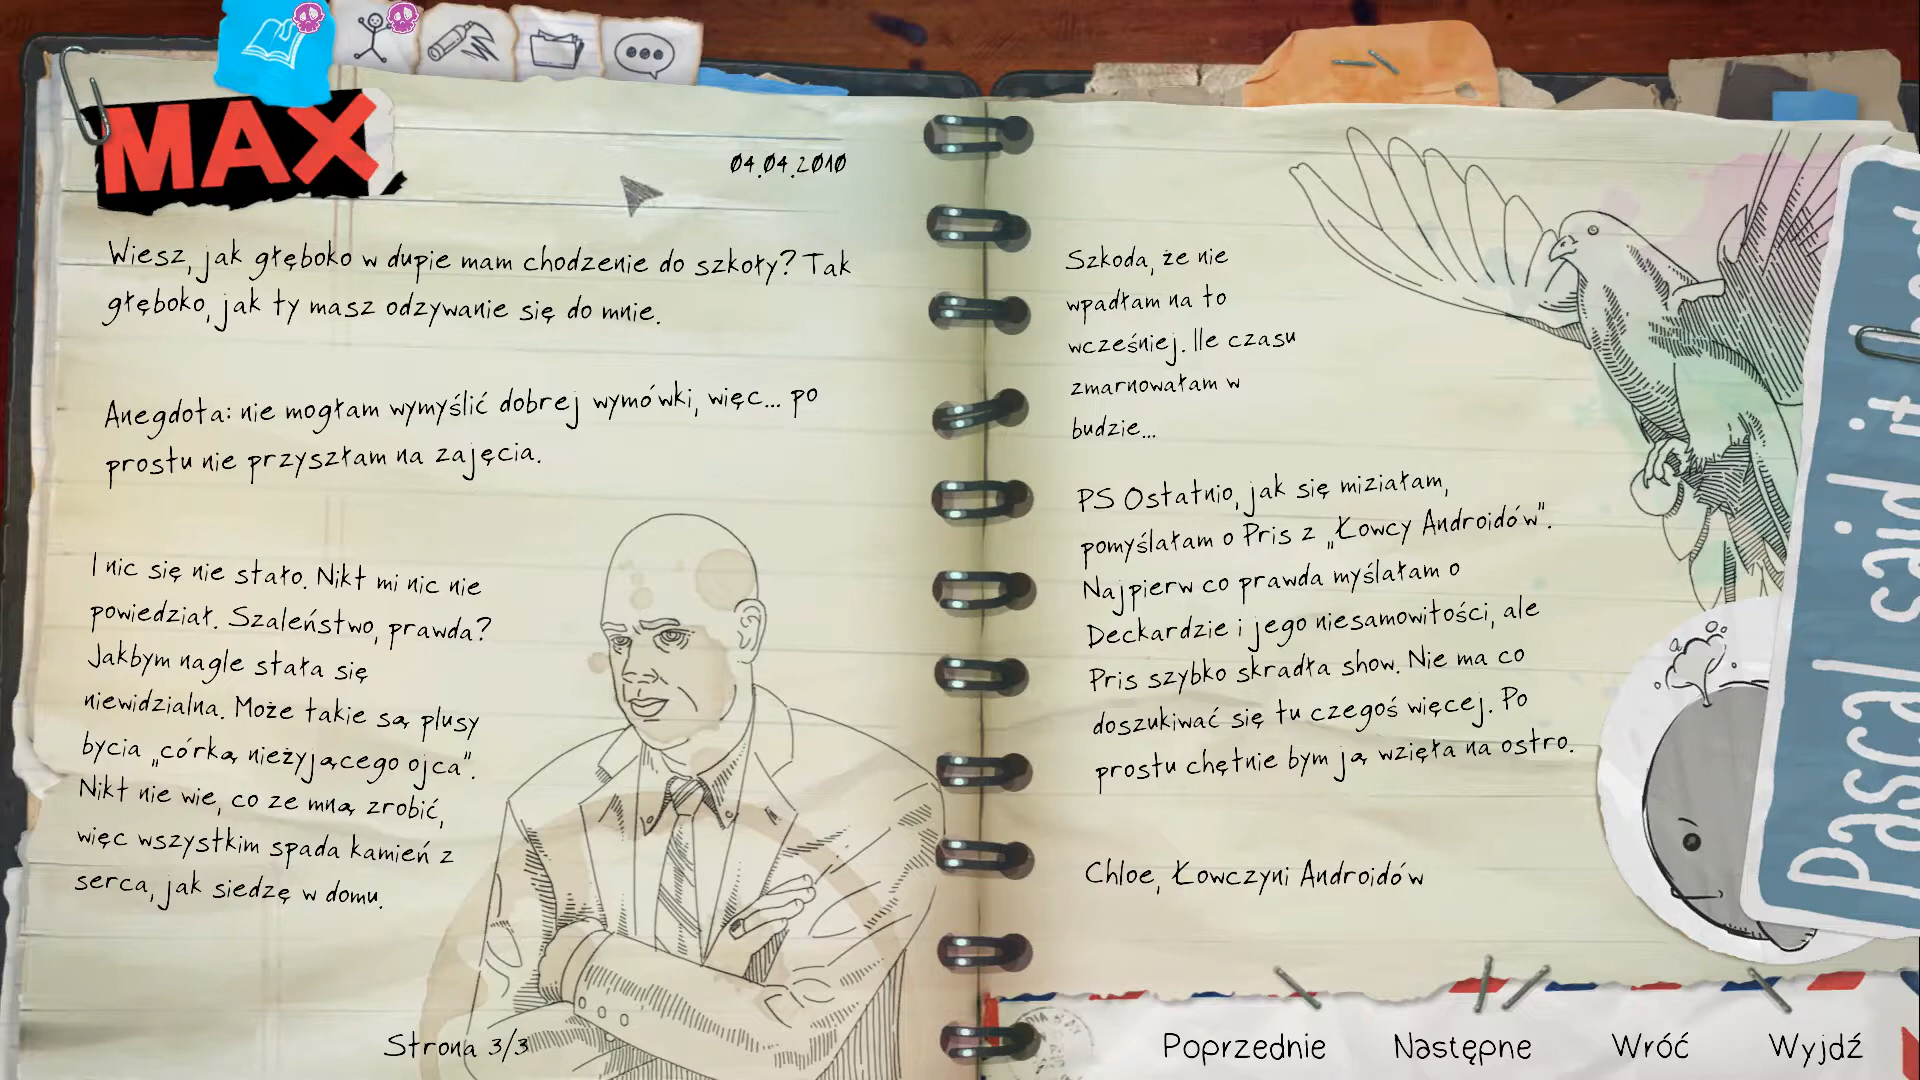 MAX
04.04.2010
Wiesz, jak głęboko w dupie mam chodzenie do szkoły? Tak
głęboko, jak ty masz odzywanie się do mnie.
Anegdota: nie mogłam wymyślić dobrej wymówki, więc... po
prostu nie przyszłam na zajęcia.
I nic się nie stało. Nikt mi nic nie
powiedział. Szaleństwo, prawda?
Jakbym nagle stała się
niewidzialna. Może takie są plusy
bycia „córką nieżyjącego ojca".
Nikt nie wie, co ze mną zrobić,
więc wszystkim spada kamień z
serca, jak siedzę w domu.
Strona 3/3
Szkoda, że nie
wpadłam na to
wcześniej. Ile czasu
zmarnowałam w
budzie...
PS Ostatnio, jak się miziałam,
pomyślałam o Pris z „Łowcy Androidów".
Najpierw co prawda myślałam o
Deckardzie i jego niesamowitości, ale
Pris szybko skradła show. Nie ma co
doszukiwać się tu czegoś więcej. Po
prostu chętnie bym ją wzięła na ostro.
Chloe, Łowczyni Androidów
Pascal said it best
Poprzednie Następne Wróć Wyjdź